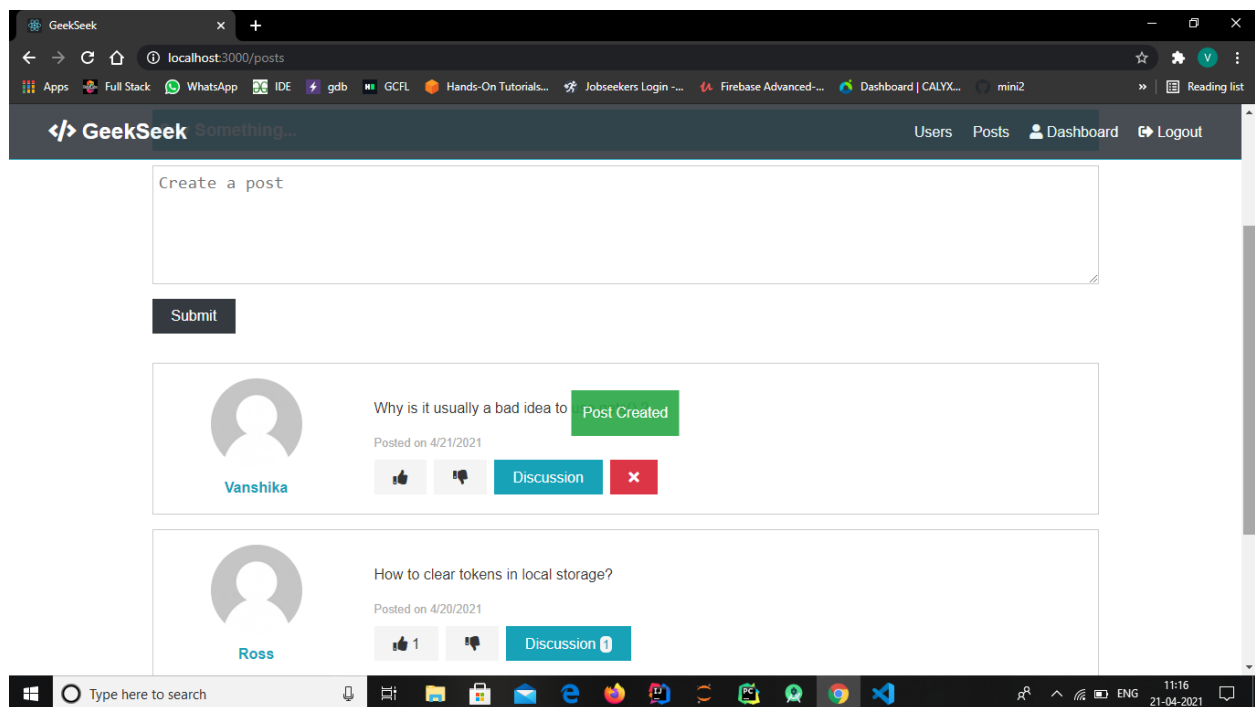 GeekSeek
localhost:3000/posts
Apps Full Stack WhatsApp IDE gdb GCFL Hands-On Tutorials... Jobseekers Login -... Firebase Advanced-... Dashboard | CALYX... mini2 » Reading list
</> GeekSeek Something... Users Posts Dashboard Logout
Create a post
Submit
Why is it usually a bad idea to
Post Created
Posted on 4/21/2021
Discussion
Vanshika
How to clear tokens in local storage?
Posted on 4/20/2021
1 Discussion 1
Ross
Type here to search
ENG
11:16
21-04-2021